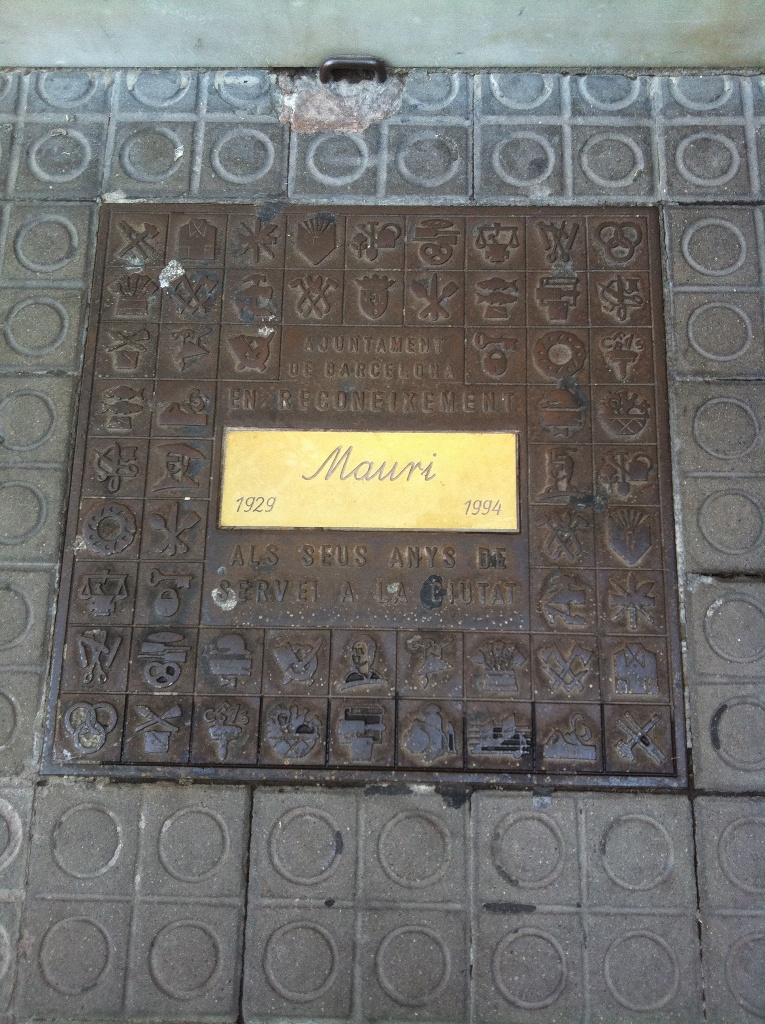 AJUNTAMENT
DE BARCELONA
EN RECONEIXEMENT
Mauri
1929 1994
ALS SEUS ANYS DE
SERVEI A LA CIUTAT